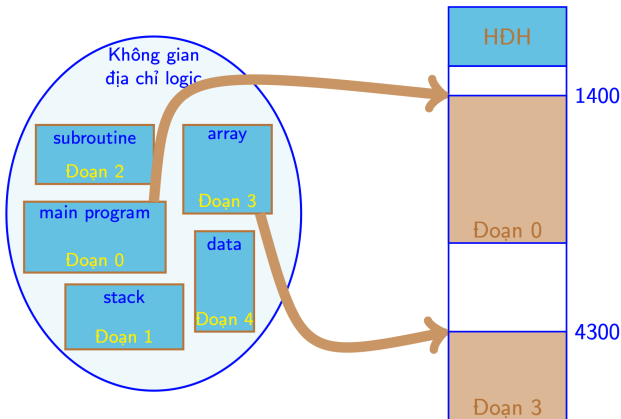 Không gian
địa chỉ logic
subroutine
Đoạn 2
array
Đoạn 3
main program
Đoạn 0
data
Đoạn 4
stack
Đoạn 1
HĐH
1400
Đoạn 0
4300
Đoạn 3